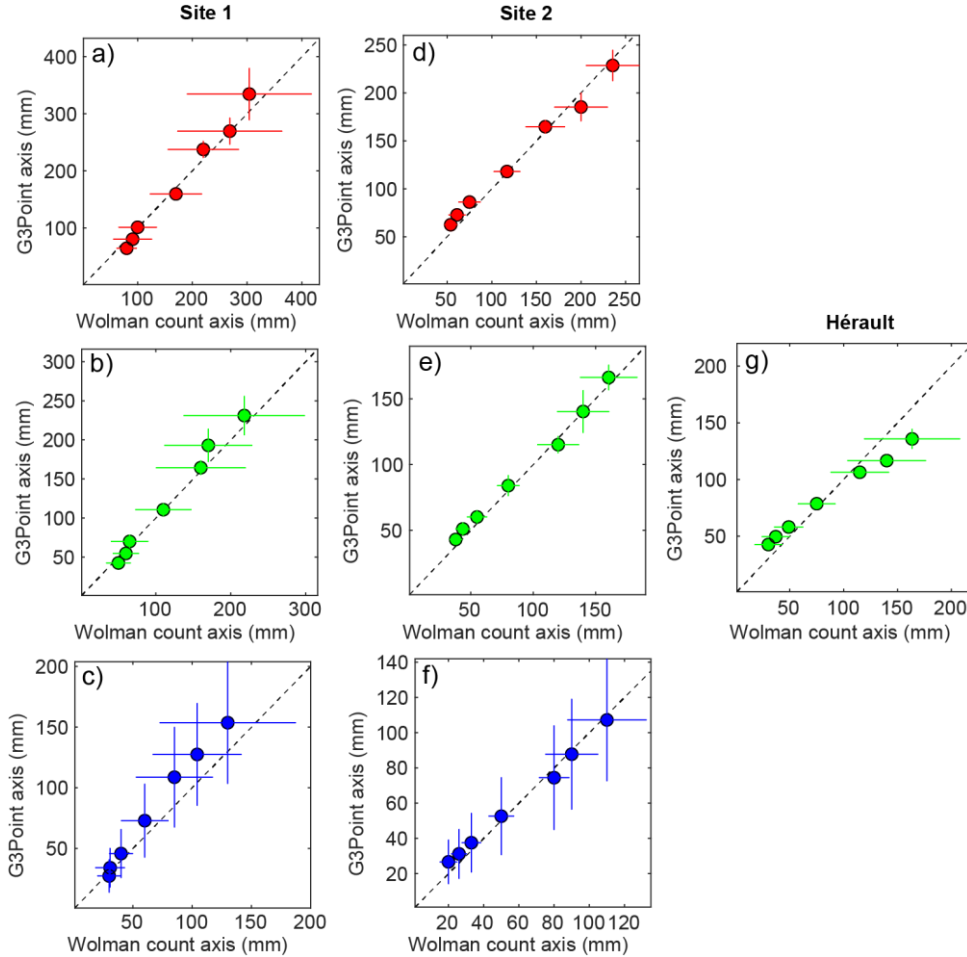 Site 1
Site 2
a)
400
300
200
100
G3Point axis (mm)
100 200 300 400
Wolman count axis (mm)
d)
250
200
150
100
50
G3Point axis (mm)
50 100 150 200 250
Wolman count axis (mm)
b)
300
250
200
150
100
50
G3Point axis (mm)
100 200 300
Wolman count axis (mm)
e)
150
100
50
G3Point axis (mm)
50 100 150
Wolman count axis (mm)
Hérault
g)
200
150
100
50
G3Point axis (mm)
50 100 150 200
Wolman count axis (mm)
c)
200
150
100
50
G3Point axis (mm)
50 100 150 200
Wolman count axis (mm)
f)
140
120
100
80
60
40
20
G3Point axis (mm)
20 40 60 80 100 120
Wolman count axis (mm)